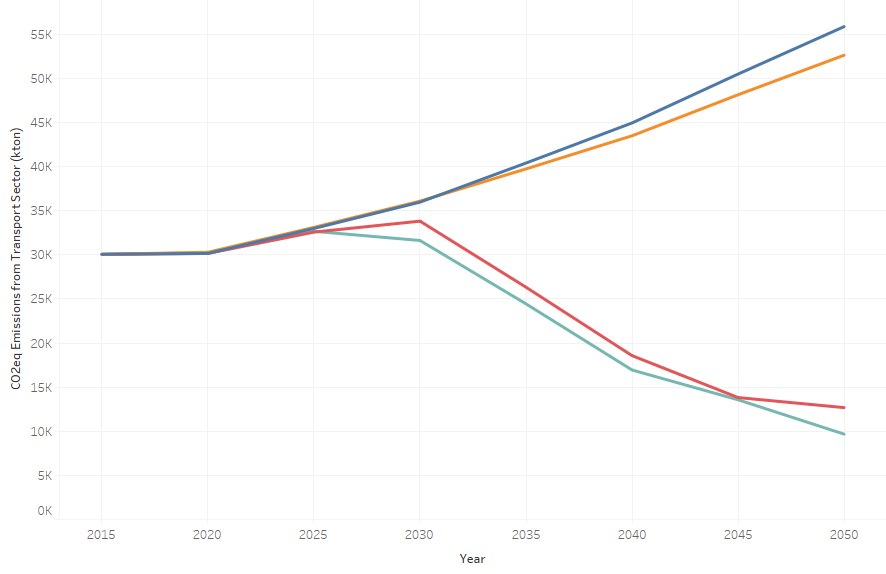 CO2eq Emissions from Transport Sector (kton)
55K
50K
45K
40K
35K
30K
25K
20K
15K
10K
5K
0K
2015 2020 2025 2030 2035 2040 2045 2050
Year